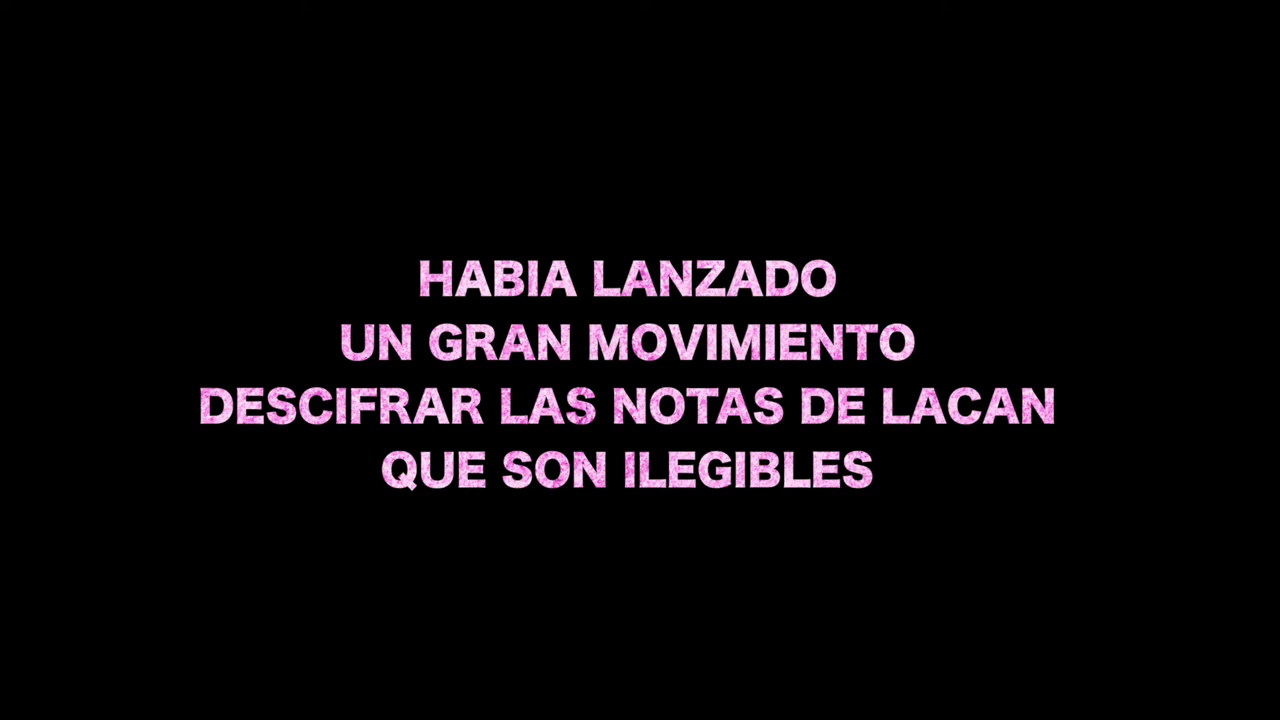 HABIA LANZADO
UN GRAN MOVIMIENTO
DESCIFRAR LAS NOTAS DE LACAN
QUE SON ILEGIBLES